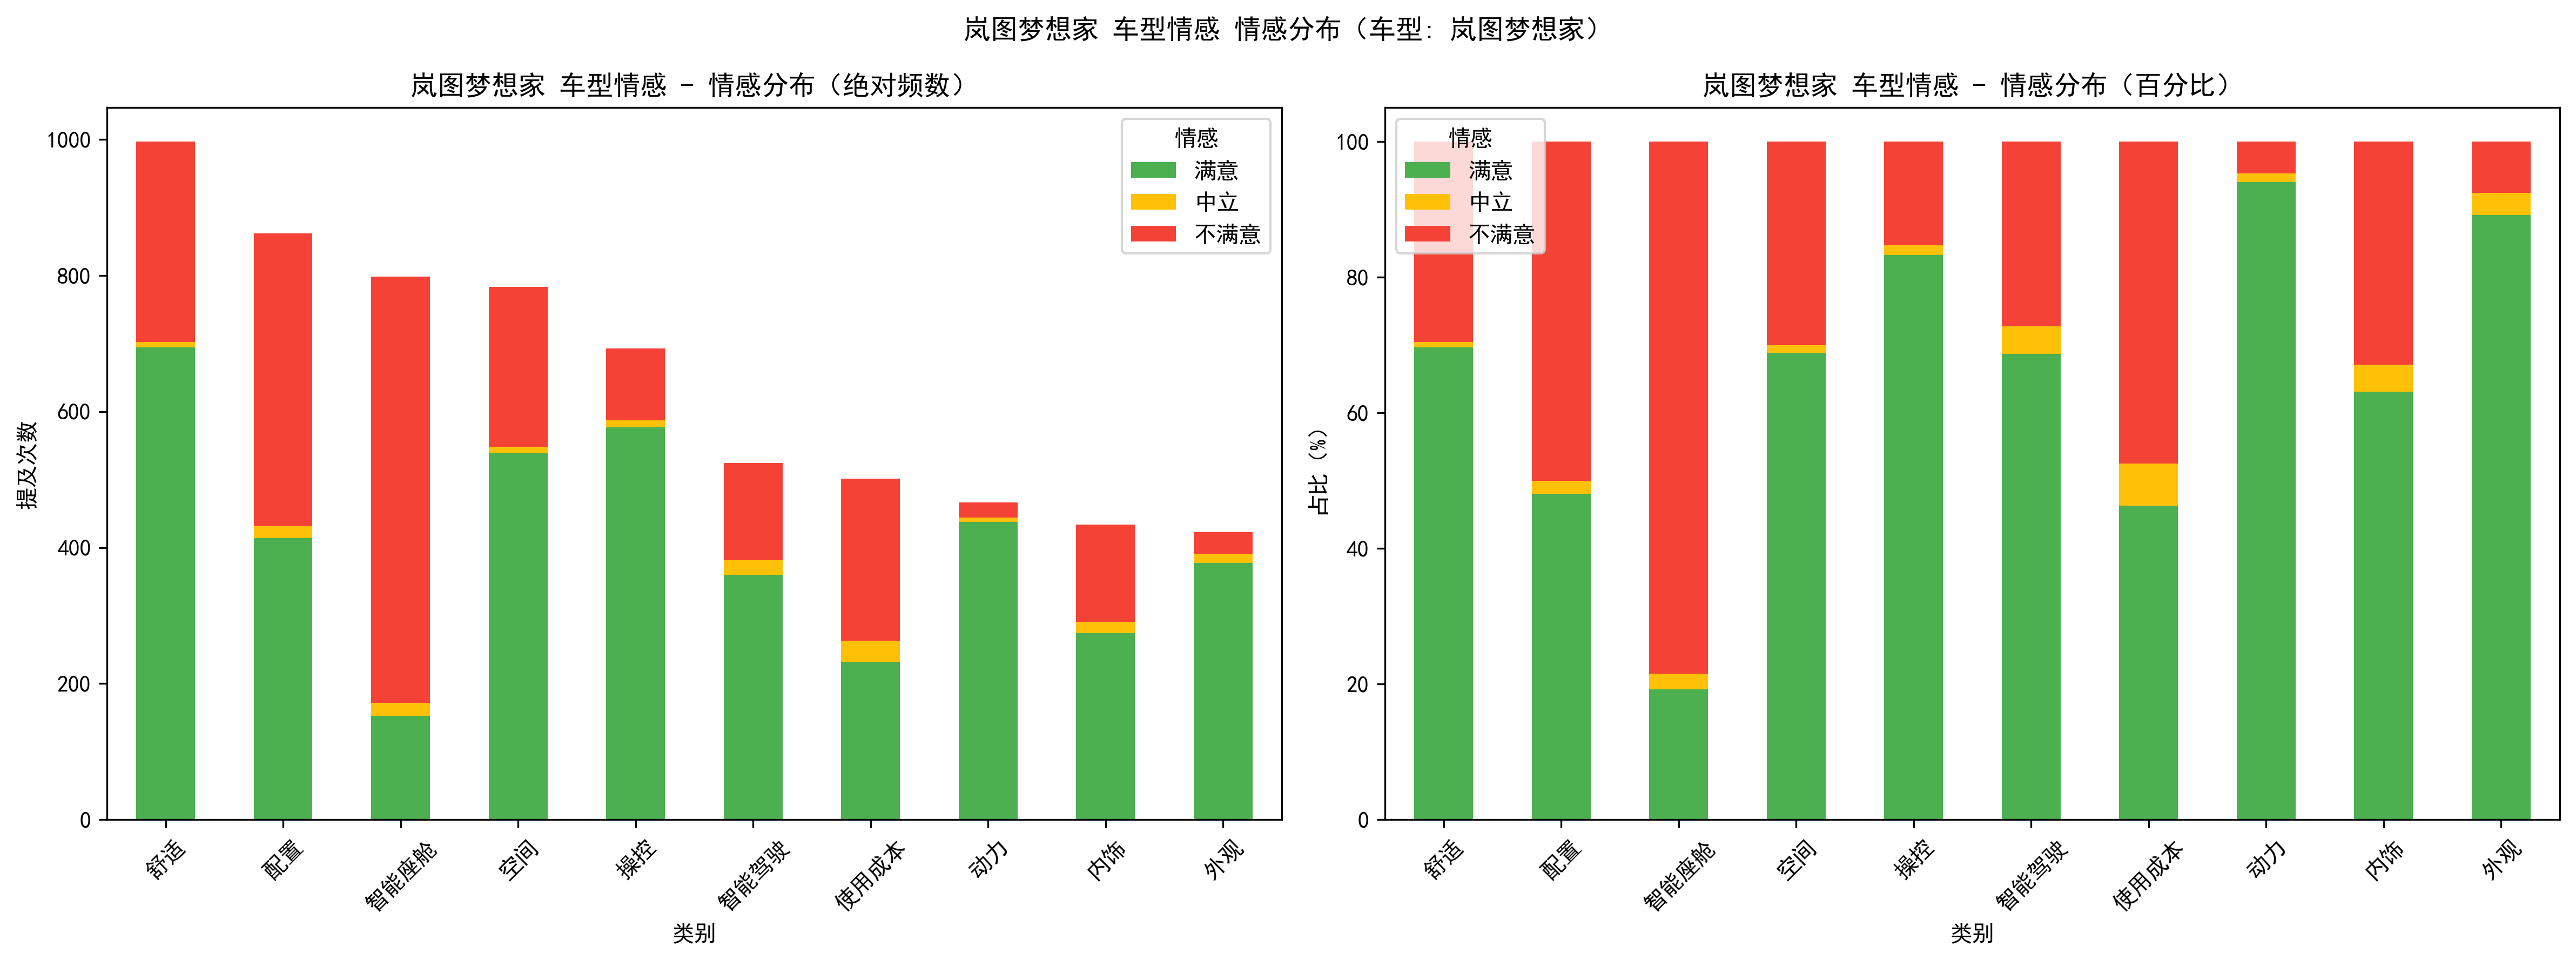 岚图梦想家 车型情感 情感分布（车型: 岚图梦想家）
岚图梦想家 车型情感 - 情感分布（绝对频数）
提及次数
1000
800
600
400
200
0
情感
满意
中立
不满意
舒适
配置
智能座舱
空间
操控
智能驾驶
使用成本
动力
内饰
外观
类别
岚图梦想家 车型情感 - 情感分布（百分比）
占比（%）
100
80
60
40
20
0
情感
满意
中立
不满意
舒适
配置
智能座舱
空间
操控
智能驾驶
使用成本
动力
内饰
外观
类别